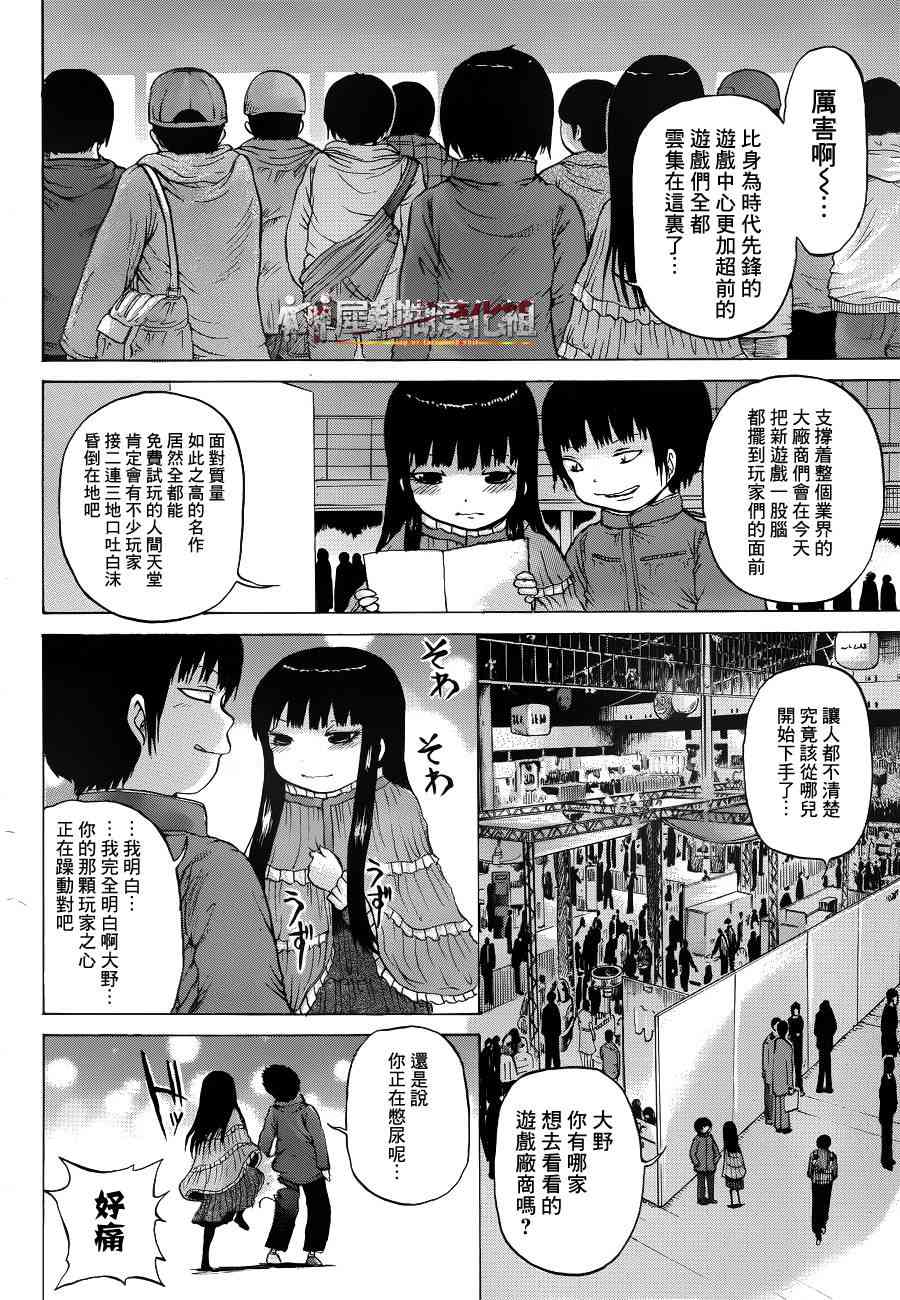 厲害啊～…
比身為時代先鋒的
遊戲中心更加超前的
遊戲們全都
雲集在這裏了…
犀利樹漢化組
支撐着整個業界的
大廠商們會在今天
把新遊戲一股腦
都擺到玩家們的面前
面對質量
如此之高的名作
居然全都能
免費試玩的人間天堂
肯定會有不少玩家
接二連三地口吐白沫
昏倒在地吧
讓人都不清楚
究竟該從哪兒
開始下手了…
大野
你有哪家
想去看看的
遊戲廠商嗎？
そわ
そわ
うず
うず
…我明白…
…我完全明白啊大野…
你的那顆玩家之心
正在躁動對吧
還是說
你正在憋尿呢…
好痛